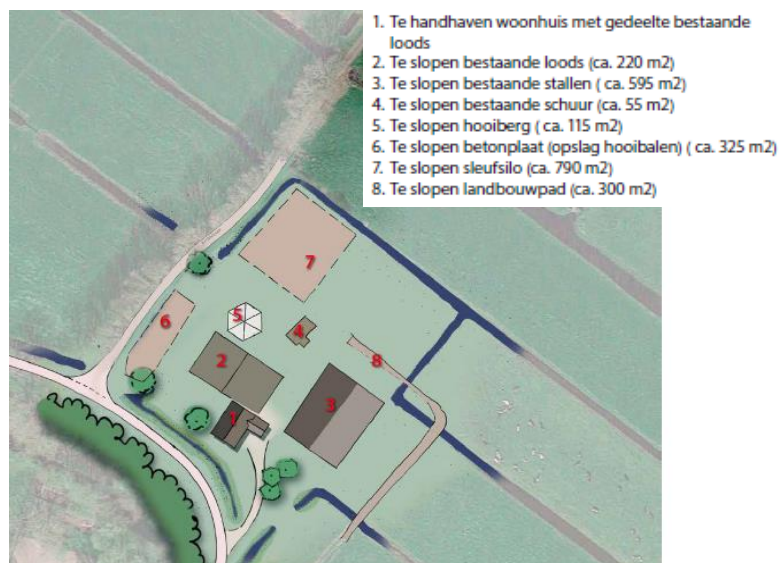 1. Te handhaven woonhuis met gedeelte bestaande
loods
2. Te slopen bestaande loods (ca. 220 m2)
3. Te slopen bestaande stallen ( ca. 595 m2)
4. Te slopen bestaande schuur (ca. 55 m2)
5. Te slopen hooiberg ( ca. 115 m2)
6. Te slopen betonplaat (opslag hooibalen) ( ca. 325 m2)
7. Te slopen sleufsilo (ca. 790 m2)
8. Te slopen landbouwpad (ca. 300 m2)
7
6
5
4
2
8
3
1